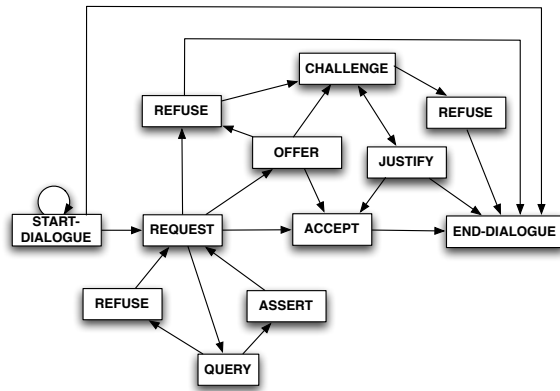 CHALLENGE
REFUSE
REFUSE
OFFER
JUSTIFY
START-
DIALOGUE
REQUEST
ACCEPT
END-DIALOGUE
REFUSE
ASSERT
QUERY